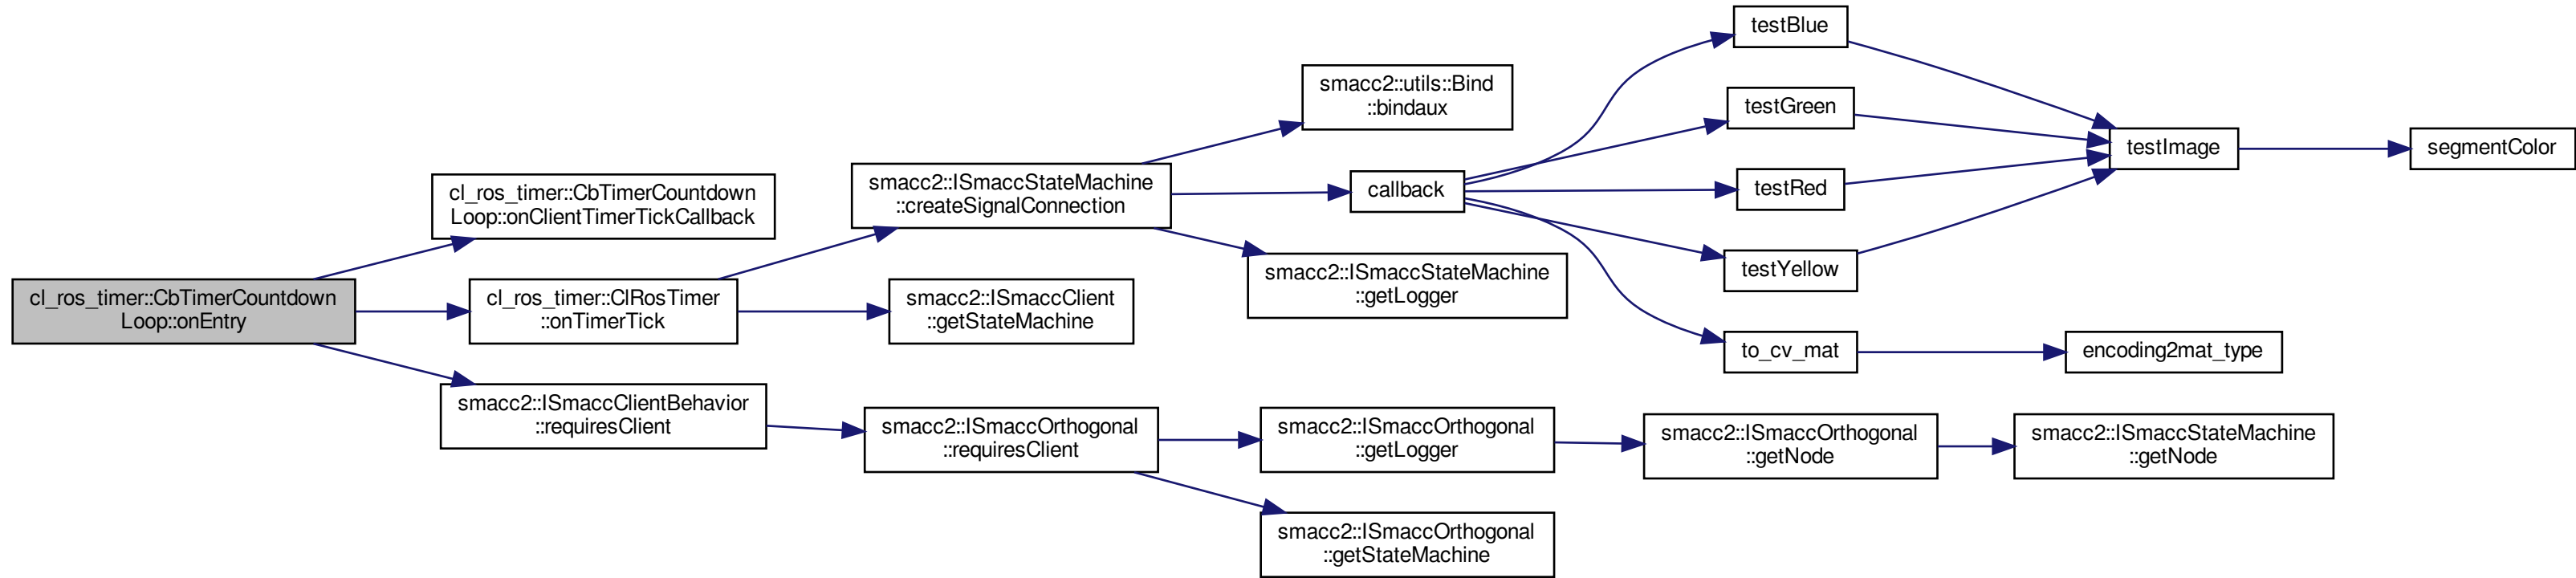 cl_ros_timer::CbTimerCountdown
Loop::onEntry
cl_ros_timer::CbTimerCountdown
Loop::onClientTimerTickCallback
cl_ros_timer::ClRosTimer
::onTimerTick
smacc2::ISmaccClientBehavior
::requiresClient
smacc2::ISmaccStateMachine
::createSignalConnection
smacc2::ISmaccClient
::getStateMachine
smacc2::ISmaccOrthogonal
::requiresClient
smacc2::utils::Bind
::bindaux
callback
smacc2::ISmaccStateMachine
::getLogger
smacc2::ISmaccOrthogonal
::getLogger
smacc2::ISmaccOrthogonal
::getStateMachine
testBlue
testGreen
testRed
testYellow
to_cv_mat
smacc2::ISmaccOrthogonal
::getNode
testImage
encoding2mat_type
smacc2::ISmaccStateMachine
::getNode
segmentColor